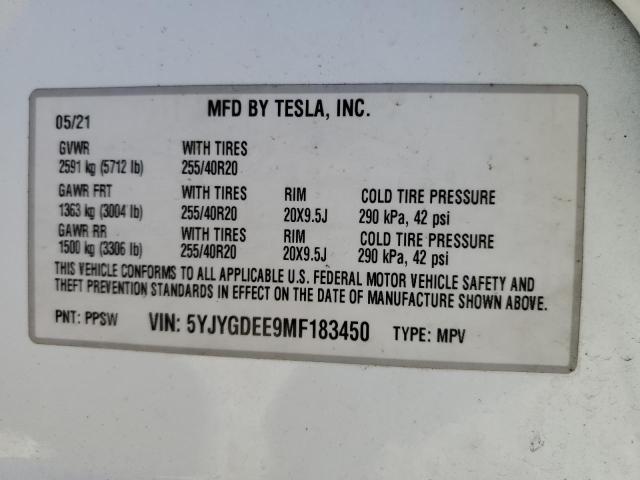 MFD BY TESLA, INC.
05/21
GVWR WITH TIRES
2591 kg (5712 lb) 255/40R20
GAWR FRT WITH TIRES RIM COLD TIRE PRESSURE
1363 kg (3004 lb) 255/40R20 20X9.5J 290 kPa, 42 psi
GAWR RR WITH TIRES RIM COLD TIRE PRESSURE
1500 kg (3306 lb) 255/40R20 20X9.5J 290 kPa, 42 psi
THIS VEHICLE CONFORMS TO ALL APPLICABLE U.S. FEDERAL MOTOR VEHICLE SAFETY AND
THEFT PREVENTION STANDARDS IN EFFECT ON THE DATE OF MANUFACTURE SHOWN ABOVE.
PNT: PPSW VIN: 5YJYGDEE9MF183450 TYPE: MPV